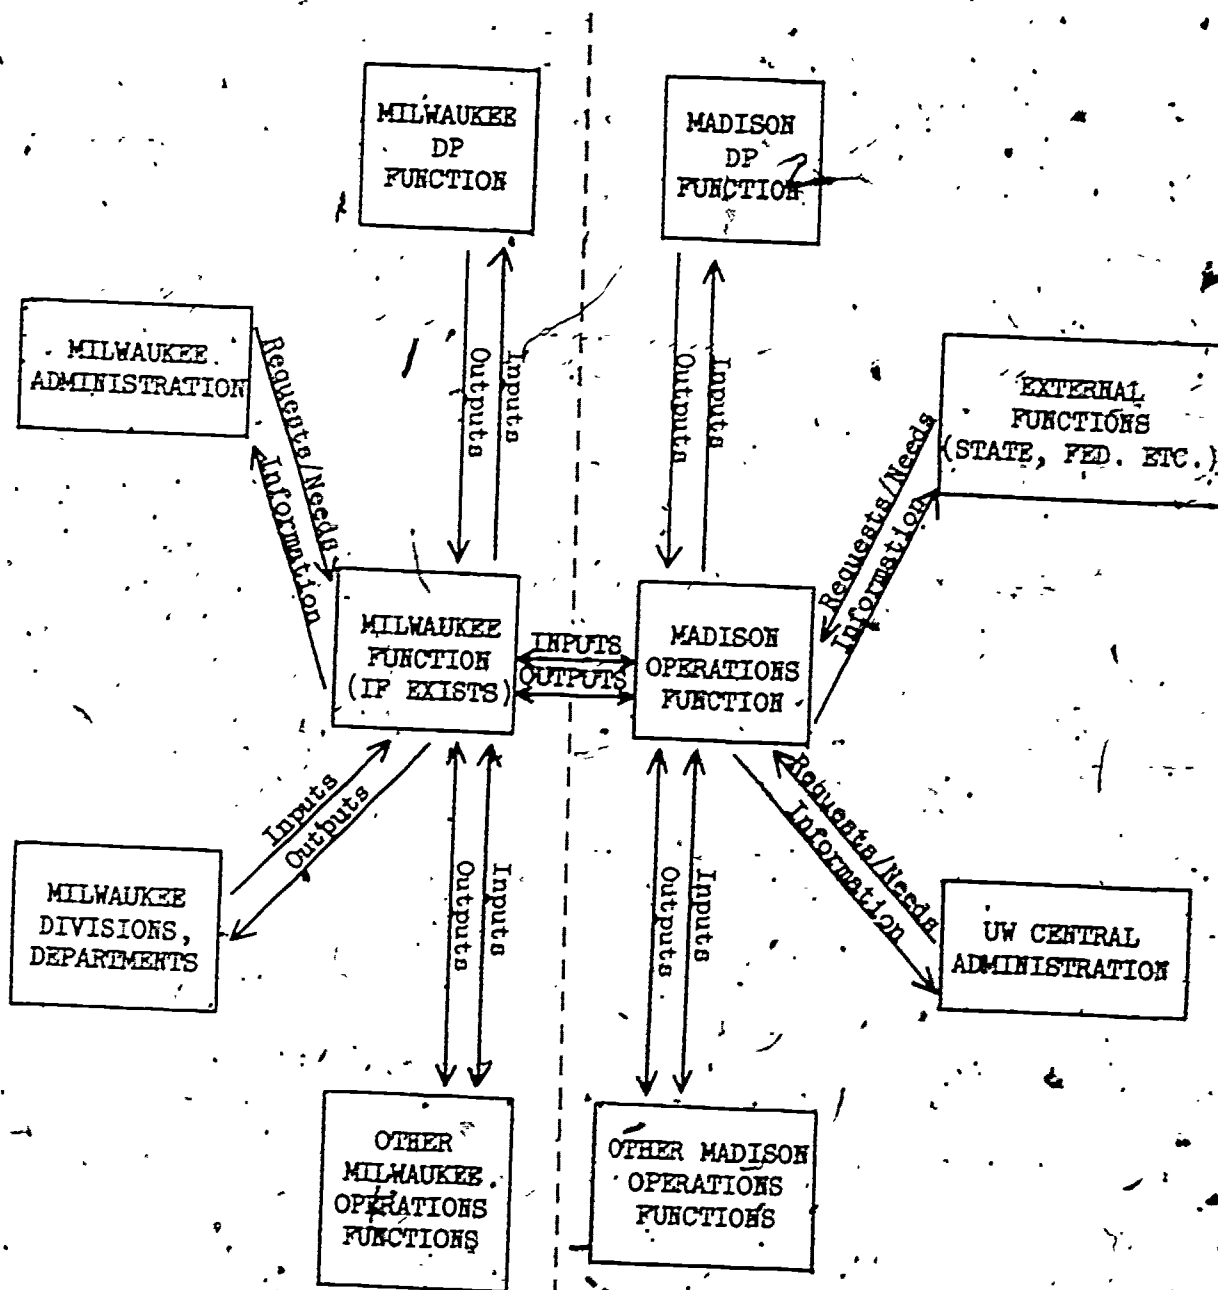 MILWAUKEE
DP
FUNCTION
MADISON
DP
FUNCTION
MILWAUKEE
ADMINISTRATION
Requests/Needs
Information
Outputs
Inputs
Outputs
Inputs
EXTERNAL
FUNCTIONS
(STATE, FED. ETC.)
Requests/Needs
Information
MILWAUKEE
FUNCTION
(IF EXISTS)
INPUTS
OUTPUTS
MADISON
OPERATIONS
FUNCTION
Inputs
Outputs
Outputs
Inputs
Outputs
Inputs
Requests/Needs
Information
MILWAUKEE
DIVISIONS,
DEPARTMENTS
UW CENTRAL
ADMINISTRATION
OTHER
MILWAUKEE
OPERATIONS
FUNCTIONS
OTHER MADISON
OPERATIONS
FUNCTIONS